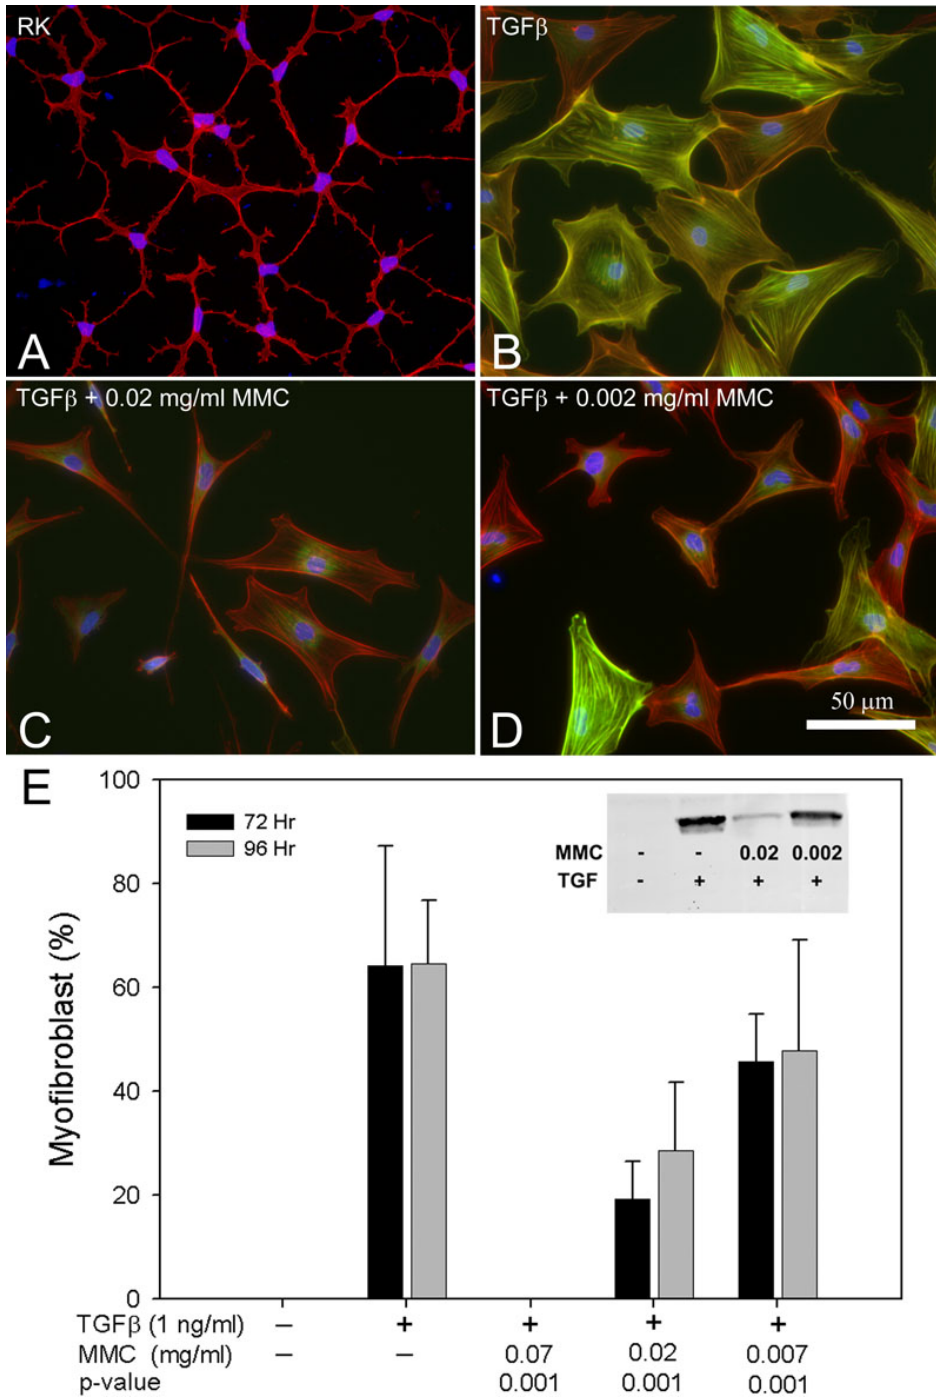 RK
TGFβ
A
B
TGFβ + 0.02 mg/ml MMC
TGFβ + 0.002 mg/ml MMC
C
D
50 µm
E
100
80
60
40
20
0
Myofibroblast (%)
72 Hr
96 Hr
MMC - - 0.02 0.002
TGF - + + +
TGFβ (1 ng/ml) – + + + +
MMC (mg/ml) – – 0.07 0.02 0.007
p-value 0.001 0.001 0.001